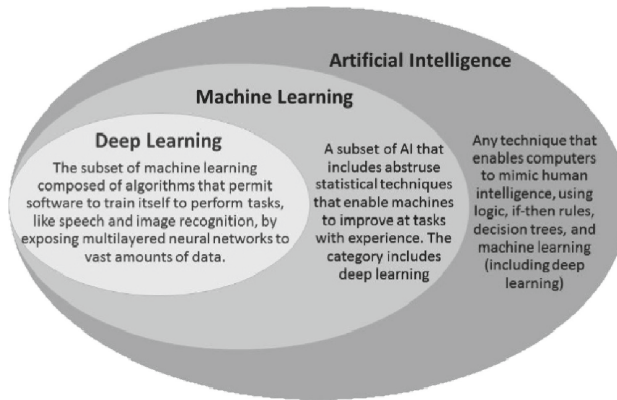 Artificial Intelligence
Machine Learning
Deep Learning
The subset of machine learning
composed of algorithms that permit
software to train itself to perform tasks,
like speech and image recognition, by
exposing multilayered neural networks to
vast amounts of data.
A subset of AI that
includes abstruse
statistical techniques
that enable machines
to improve at tasks
with experience. The
category includes
deep learning
Any technique that
enables computers
to mimic human
intelligence, using
logic, if-then rules,
decision trees, and
machine learning
(including deep
learning)